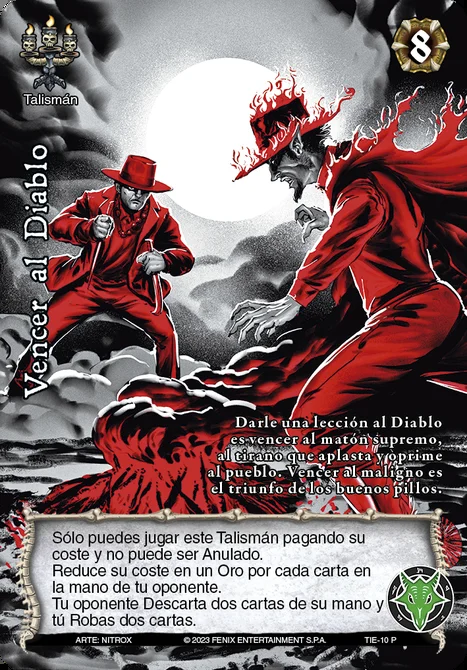 8
Talismán
Vencer al Diablo
Darle una lección al Diablo
es vencer al matón supremo,
al tirano que aplasta y oprime
al pueblo. Vencer al maligno es
el triunfo de los buenos pillos.
Sólo puedes jugar este Talismán pagando su
coste y no puede ser Anulado.
Reduce su coste en un Oro por cada carta en
la mano de tu oponente.
Tu oponente Descarta dos cartas de su mano y
tú Robas dos cartas.
ARTE: NITROX ©2023 FENIX ENTERTAINMENT S.P.A. TIE-10 P